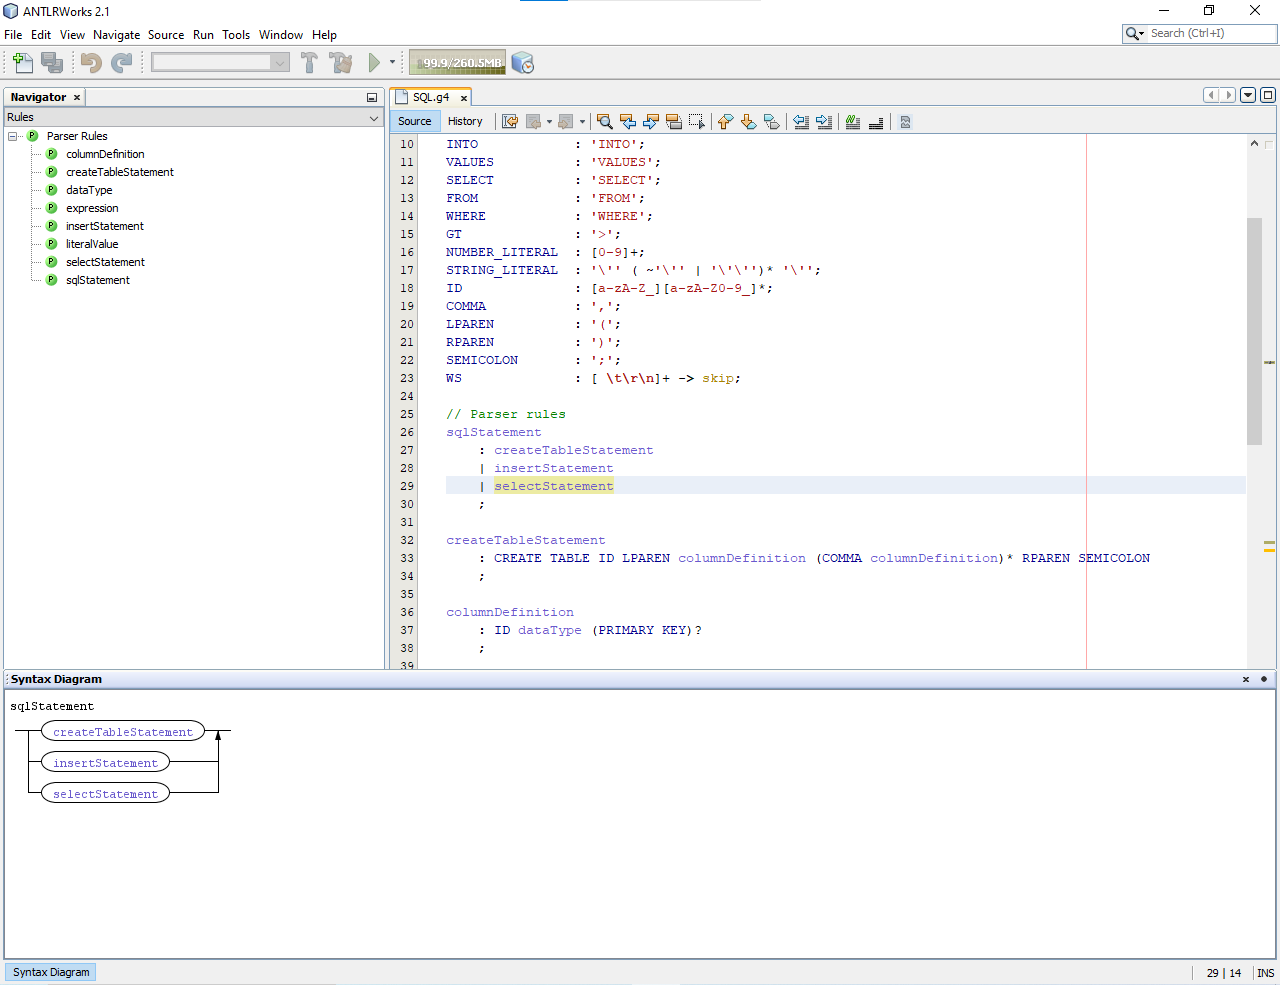 ANTLRWorks 2.1
File Edit View Navigate Source Run Tools Window Help
Search (Ctrl+I)
99.9/260.5MB
Navigator
SQL.g4
Rules
Source History
Parser Rules
columnDefinition
createTableStatement
dataType
expression
insertStatement
literalValue
selectStatement
sqlStatement
10 INTO : 'INTO';
11 VALUES : 'VALUES';
12 SELECT : 'SELECT';
13 FROM : 'FROM';
14 WHERE : 'WHERE';
15 GT : '>';
16 NUMBER_LITERAL : [0-9]+;
17 STRING_LITERAL : '\'' ( ~'\'' | '\'\'')* '\'';
18 ID : [a-zA-Z_][a-zA-Z0-9_]*;
19 COMMA : ',';
20 LPAREN : '(';
21 RPAREN : ')';
22 SEMICOLON : ';';
23 WS : [ \t\r\n]+ -> skip;
24
25 // Parser rules
26 sqlStatement
27 : createTableStatement
28 | insertStatement
29 | selectStatement
30 ;
31
32 createTableStatement
33 : CREATE TABLE ID LPAREN columnDefinition (COMMA columnDefinition)* RPAREN SEMICOLON
34 ;
35
36 columnDefinition
37 : ID dataType (PRIMARY KEY)?
38 ;
39
Syntax Diagram
sqlStatement
createTableStatement
insertStatement
selectStatement
Syntax Diagram
29 | 14 INS